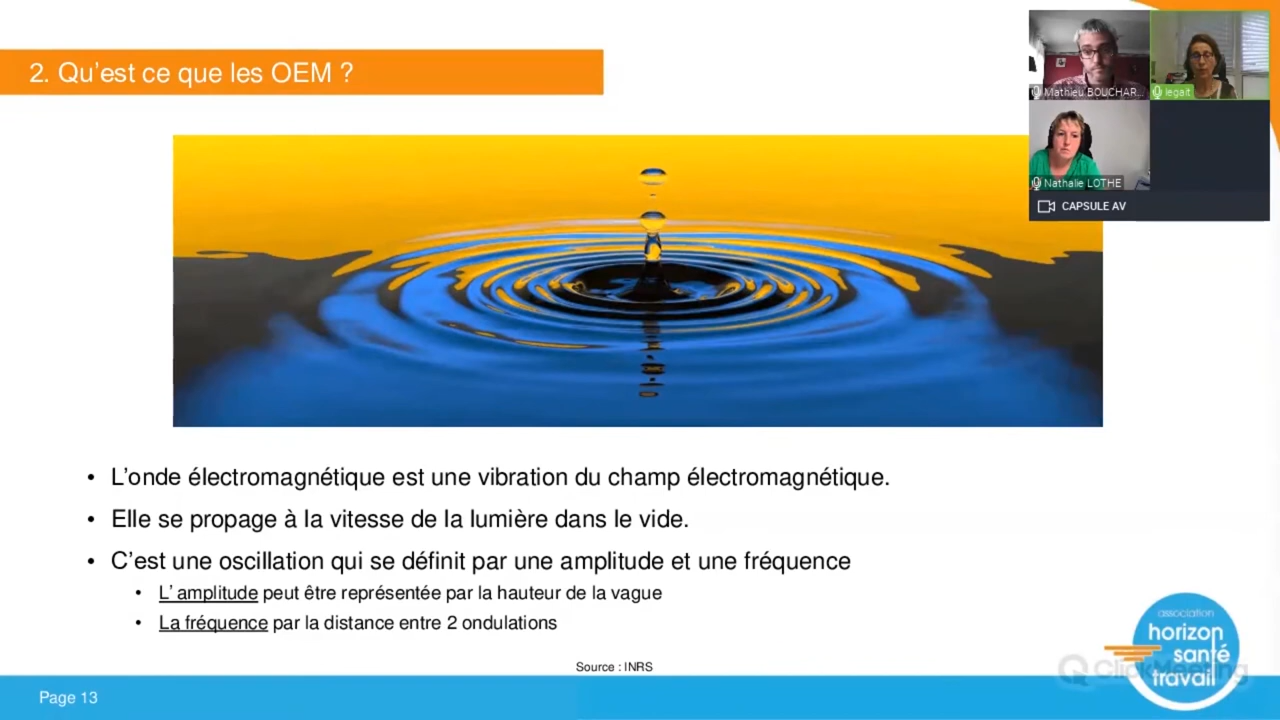 2. Qu'est ce que les OEM ?
Mathieu BOUCHAR...
legait
Nathalie LOTHE
CAPSULE AV
• L'onde électromagnétique est une vibration du champ électromagnétique.
• Elle se propage à la vitesse de la lumière dans le vide.
• C'est une oscillation qui se définit par une amplitude et une fréquence
• L' amplitude peut être représentée par la hauteur de la vague
• La fréquence par la distance entre 2 ondulations
Source : INRS
association
horizon
santé
travail
ClickMeeting
Page 13